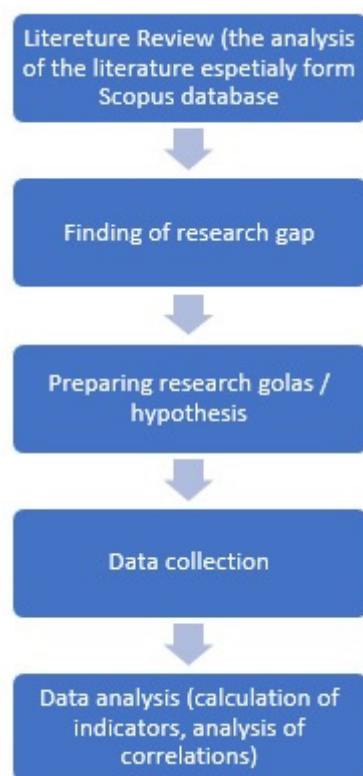 Litereture Review (the analysis
of the literature espetialy form
Scopus database
Finding of research gap
Preparing research golas /
hypothesis
Data collection
Data analysis (calculation of
indicators, analysis of
correlations)